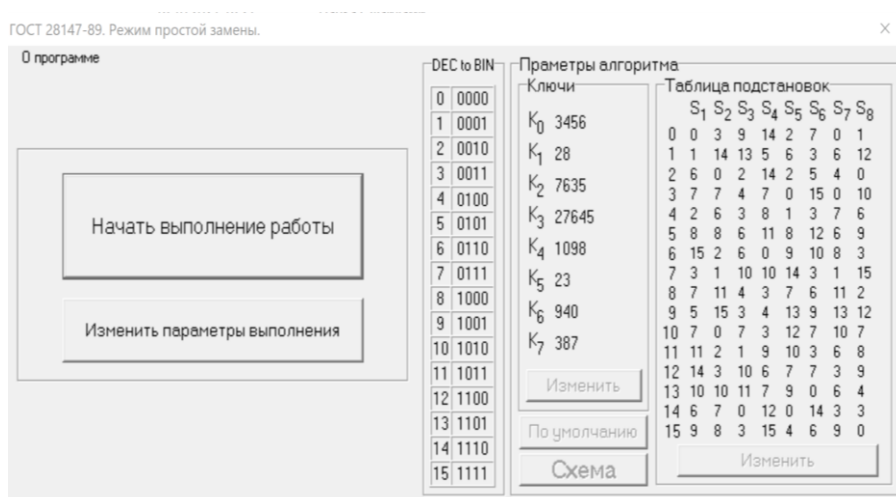 ГОСТ 28147-89. Режим простой замены.
О программе
Начать выполнение работы
Изменить параметры выполнения
DEC to BIN
0 0000
1 0001
2 0010
3 0011
4 0100
5 0101
6 0110
7 0111
8 1000
9 1001
10 1010
11 1011
12 1100
13 1101
14 1110
15 1111
Праметры алгоритма
Ключи
K0 3456
K1 28
K2 7635
K3 27645
K4 1098
K5 23
K6 940
K7 387
Изменить
По умолчанию
Схема
Таблица подстановок
S1 S2 S3 S4 S5 S6 S7 S8
0 0 3 9 14 2 7 0 1
1 1 14 13 5 6 3 6 12
2 6 0 2 14 2 5 4 0
3 7 7 4 7 0 15 0 10
4 2 6 3 8 1 3 7 6
5 8 8 6 11 8 12 6 9
6 15 2 6 0 9 10 8 3
7 3 1 10 10 14 3 1 15
8 7 11 4 3 7 6 11 2
9 5 15 3 4 13 9 13 12
10 7 0 7 3 12 7 10 7
11 11 2 1 9 10 3 6 8
12 14 3 10 6 7 7 3 9
13 10 10 11 7 9 0 6 4
14 6 7 0 12 0 14 3 3
15 9 8 3 15 4 6 9 0
Изменить